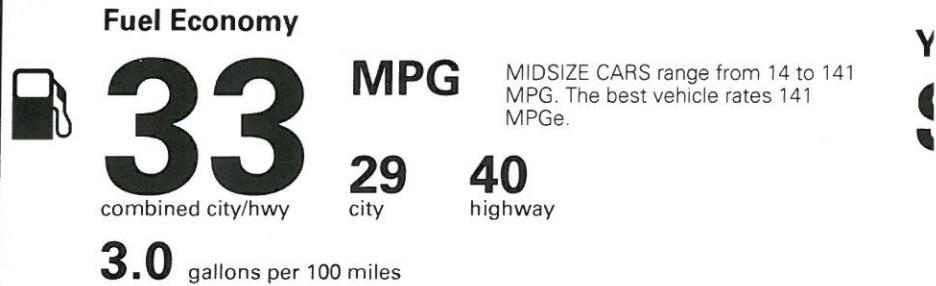 Fuel Economy
33
combined city/hwy
MPG
MIDSIZE CARS range from 14 to 141
MPG. The best vehicle rates 141
MPGe.
29
city
40
highway
3.0 gallons per 100 miles
Y